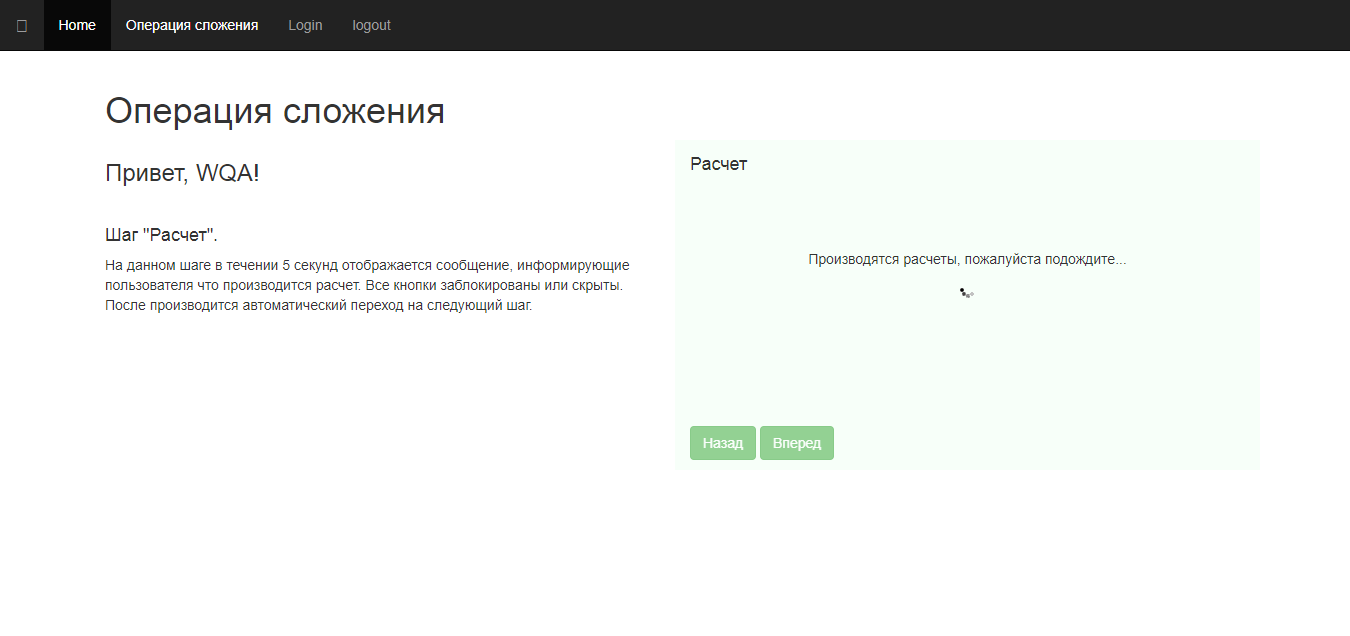 Home Операция сложения Login logout
Операция сложения
Привет, WQA!
Шаг "Расчет".
На данном шаге в течении 5 секунд отображается сообщение, информирующие
пользователя что производится расчет. Все кнопки заблокированы или скрыты.
После производится автоматический переход на следующий шаг.
Расчет
Производятся расчеты, пожалуйста подождите...
Назад Вперед